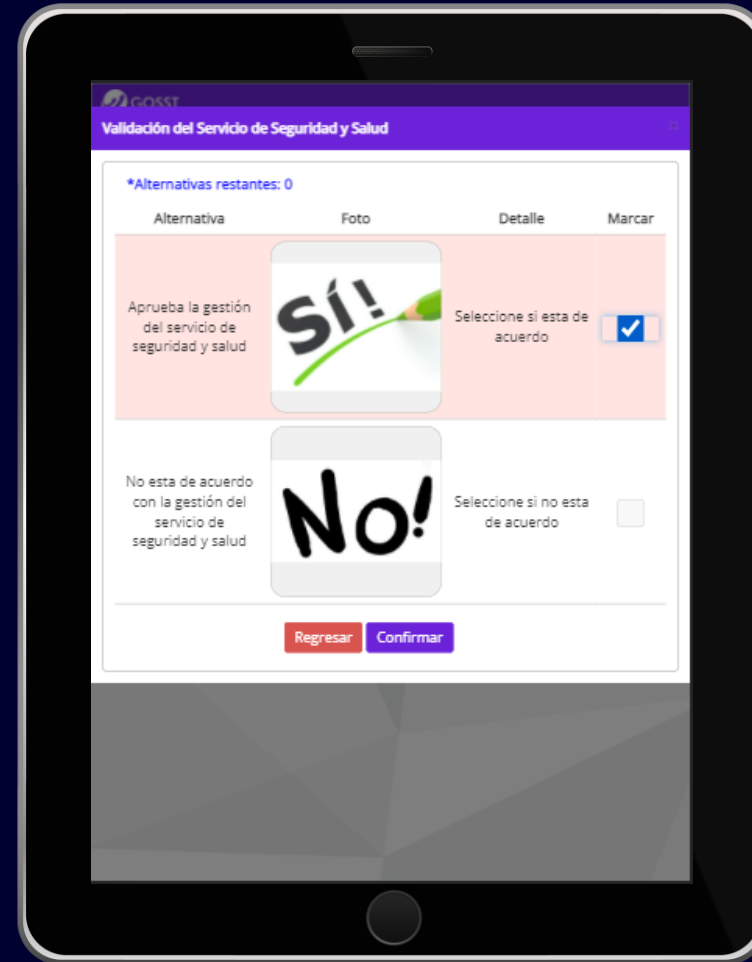 GOSST
Validación del Servicio de Seguridad y Salud
*Alternativas restantes: 0
Alternativa Foto Detalle Marcar
Aprueba la gestión
del servicio de
seguridad y salud
SÍ!
Seleccione si esta de
acuerdo
No esta de acuerdo
con la gestión del
servicio de
seguridad y salud
No!
Seleccione si no esta
de acuerdo
Regresar Confirmar